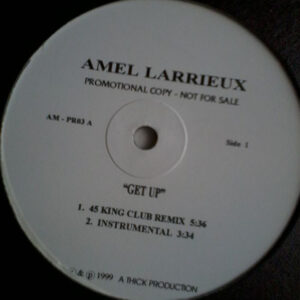 AMEL LARRIEUX
PROMOTIONAL COPY - NOT FOR SALE
AM - PR03 A
Side 1
"GET UP"
1. 45 KING CLUB REMIX 5:36
2. INSTRUMENTAL 3:34
& ℗ 1999 A THICK PRODUCTION